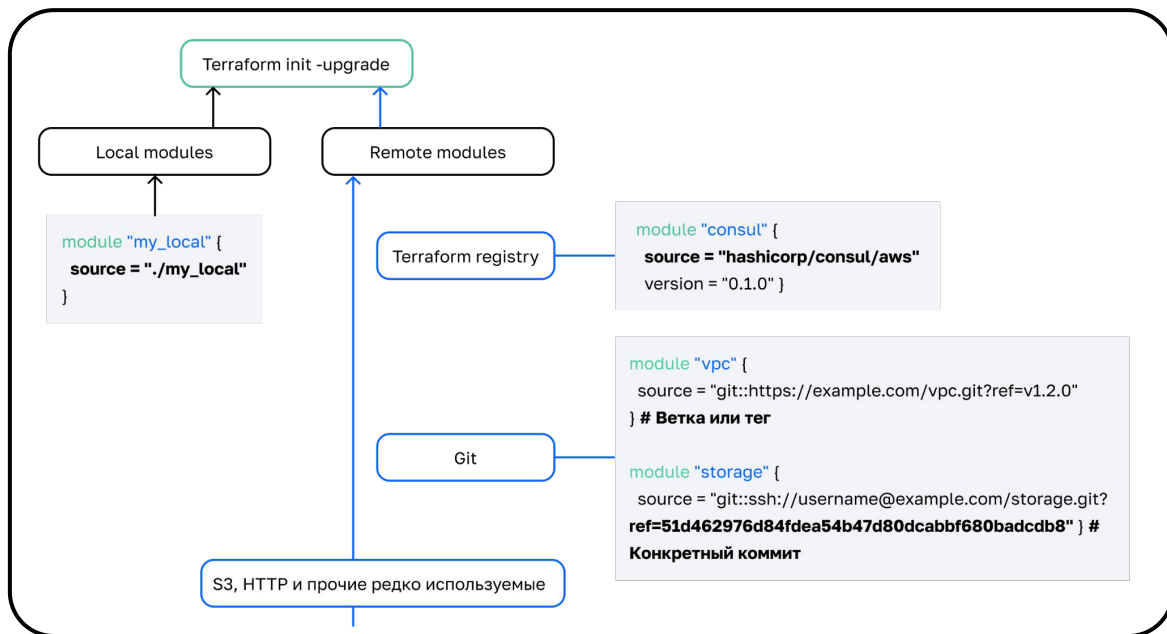 Terraform init -upgrade
Local modules
Remote modules
module "my_local" {
source = "./my_local"
}
Terraform registry
module "consul" {
source = "hashicorp/consul/aws"
version = "0.1.0" }
module "vpc" {
source = "git::https://example.com/vpc.git?ref=v1.2.0"
} # Ветка или тег
Git
module "storage" {
source = "git::ssh://username@example.com/storage.git?
ref=51d462976d84fdea54b47d80dcabbf680badcdb8" } #
Конкретный коммит
S3, HTTP и прочие редко используемые